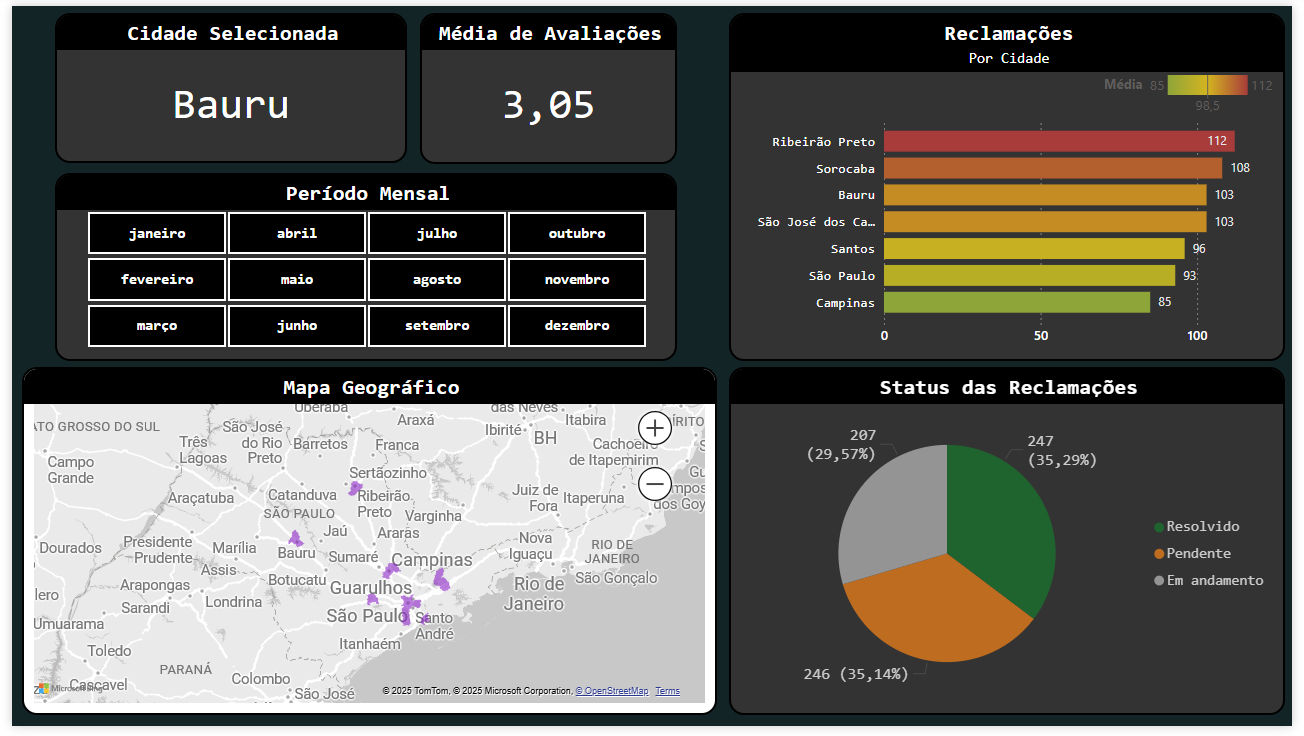 Cidade Selecionada
Bauru
Média de Avaliações
3,05
Período Mensal
janeiro abril julho outubro
fevereiro maio agosto novembro
março junho setembro dezembro
Reclamações
Por Cidade
Média 85 112
98,5
Ribeirão Preto 112
Sorocaba 108
Bauru 103
São José dos Ca… 103
Santos 96
São Paulo 93
Campinas 85
0 50 100
Mapa Geográfico
Uberaba
das Neves
Itabira
ATO GROSSO DO SUL
São José
do Rio
Preto
Araxá
Ibirité
BH
Três
Lagoas
Barretos
Franca
Cachoeiro
de Itapemirim
Campo
Grande
Sertãozinho
Araçatuba
Catanduva
Ribeirão
Preto
Juiz de
Fora
Itaperuna
dos Goy
SÃO PAULO
Varginha
Jaú
Araras
Dourados
Presidente
Prudente
Marília
Bauru
Sumaré
Campinas
Nova
Iguaçu
RIO DE
JANEIRO
Assis
Botucatu
Guarulhos
Rio de
Janeiro
São Gonçalo
Arapongas
Londrina
Sarandi
São Paulo
Santo
André
Umuarama
Itanhaém
Toledo
PARANÁ
Cascavel
Colombo
São José
Microsoft Bing
© 2025 TomTom, © 2025 Microsoft Corporation, © OpenStreetMap Terms
Status das Reclamações
207
(29,57%)
247
(35,29%)
246 (35,14%)
Resolvido
Pendente
Em andamento